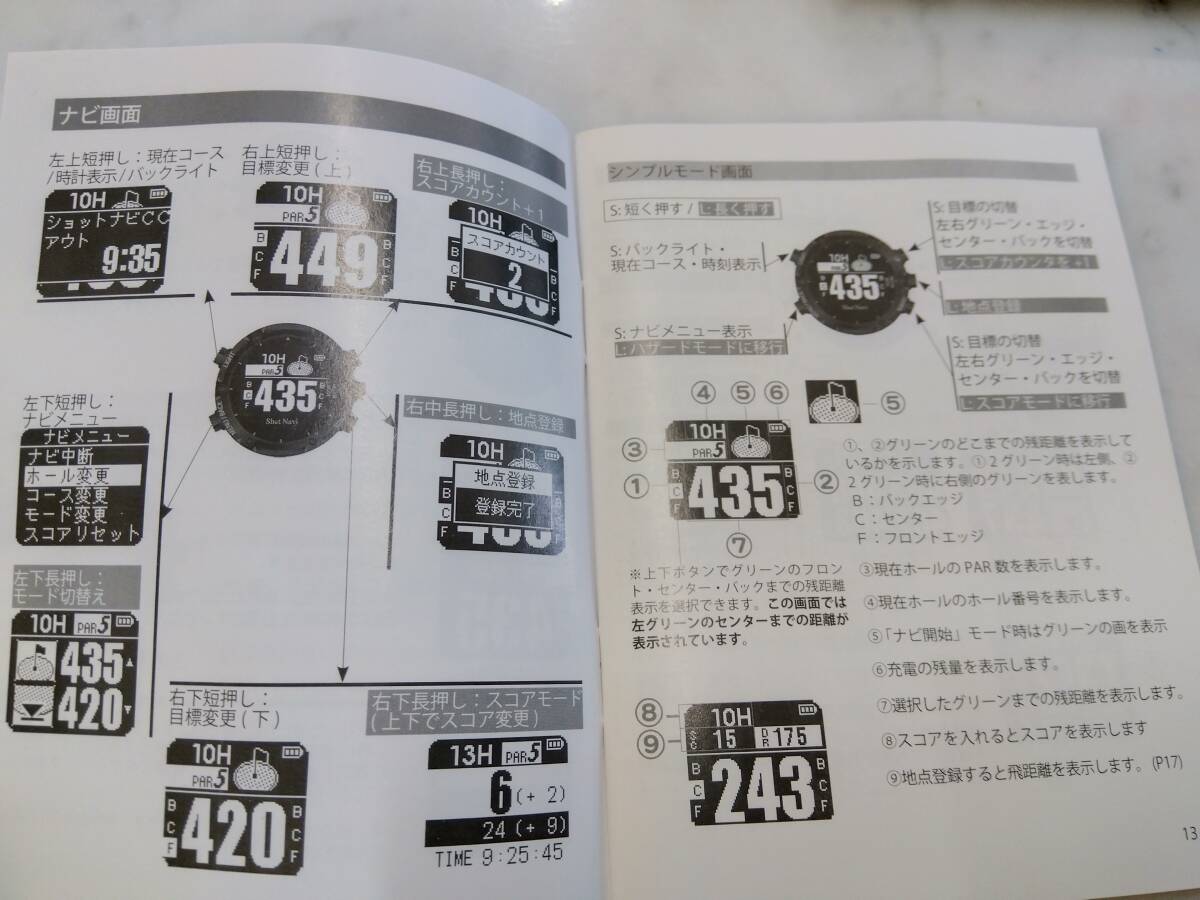 ナビ画面
左上短押し：現在コース
/時計表示/バックライト
10H
ショットナビCC
アウト
9:35
右上短押し：
目標変更(上)
10H
PAR5
B
C
F
449
右上長押し：
スコアカウント+1
10H
スコアカウント
2
B
C
F
B
C
F
10H
PAR5
B
C
F
435
B
C
F
Shot Navi
左下短押し：
ナビメニュー
ナビメニュー
ナビ中断
ホール変更
コース変更
モード変更
スコアリセット
右中長押し：地点登録
10H
地点登録
登録完了
B
C
F
B
C
F
左下長押し：
モード切替え
10H PAR5
435
420
右下短押し：
目標変更(下)
10H
PAR5
B
C
F
420
B
C
F
右下長押し：スコアモード
(上下でスコア変更)
13H PAR5
6(+ 2)
24(+ 9)
TIME 9:25:45
シンプルモード画面
S: 短く押す / L: 長く押す
S: バックライト・
現在コース・時刻表示
S: ナビメニュー表示
L: ハザードモードに移行
10H
PAR5
435
Shot Navi
S: 目標の切替
左右グリーン・エッジ・
センター・バックを切替
L: スコアカウンタを +1
L: 地点登録
S: 目標の切替
左右グリーン・エッジ・
センター・バックを切替
L: スコアモードに移行
④ ⑤ ⑥
⑤
③
①
②
⑦
10H
PAR5
B
C
F
435
B
C
F
※上下ボタンでグリーンのフロン
ト・センター・バックまでの残距離
表示を選択できます。この画面では
左グリーンのセンターまでの距離が
表示されています。
①、②グリーンのどこまでの残距離を表示して
いるかを示します。①2グリーン時は左側、②
2グリーン時に右側のグリーンを表します。
B：バックエッジ
C：センター
F：フロントエッジ
③現在ホールの PAR 数を表示します。
④現在ホールのホール番号を表示します。
⑤「ナビ開始」モード時はグリーンの画を表示
⑥充電の残量を表示します。
⑦選択したグリーンまでの残距離を表示します。
⑧スコアを入れるとスコアを表示します
⑨地点登録すると飛距離を表示します。(P17)
⑧
⑨
10H
SC 15 DR 175
B
C
F
243
B
C
F
13